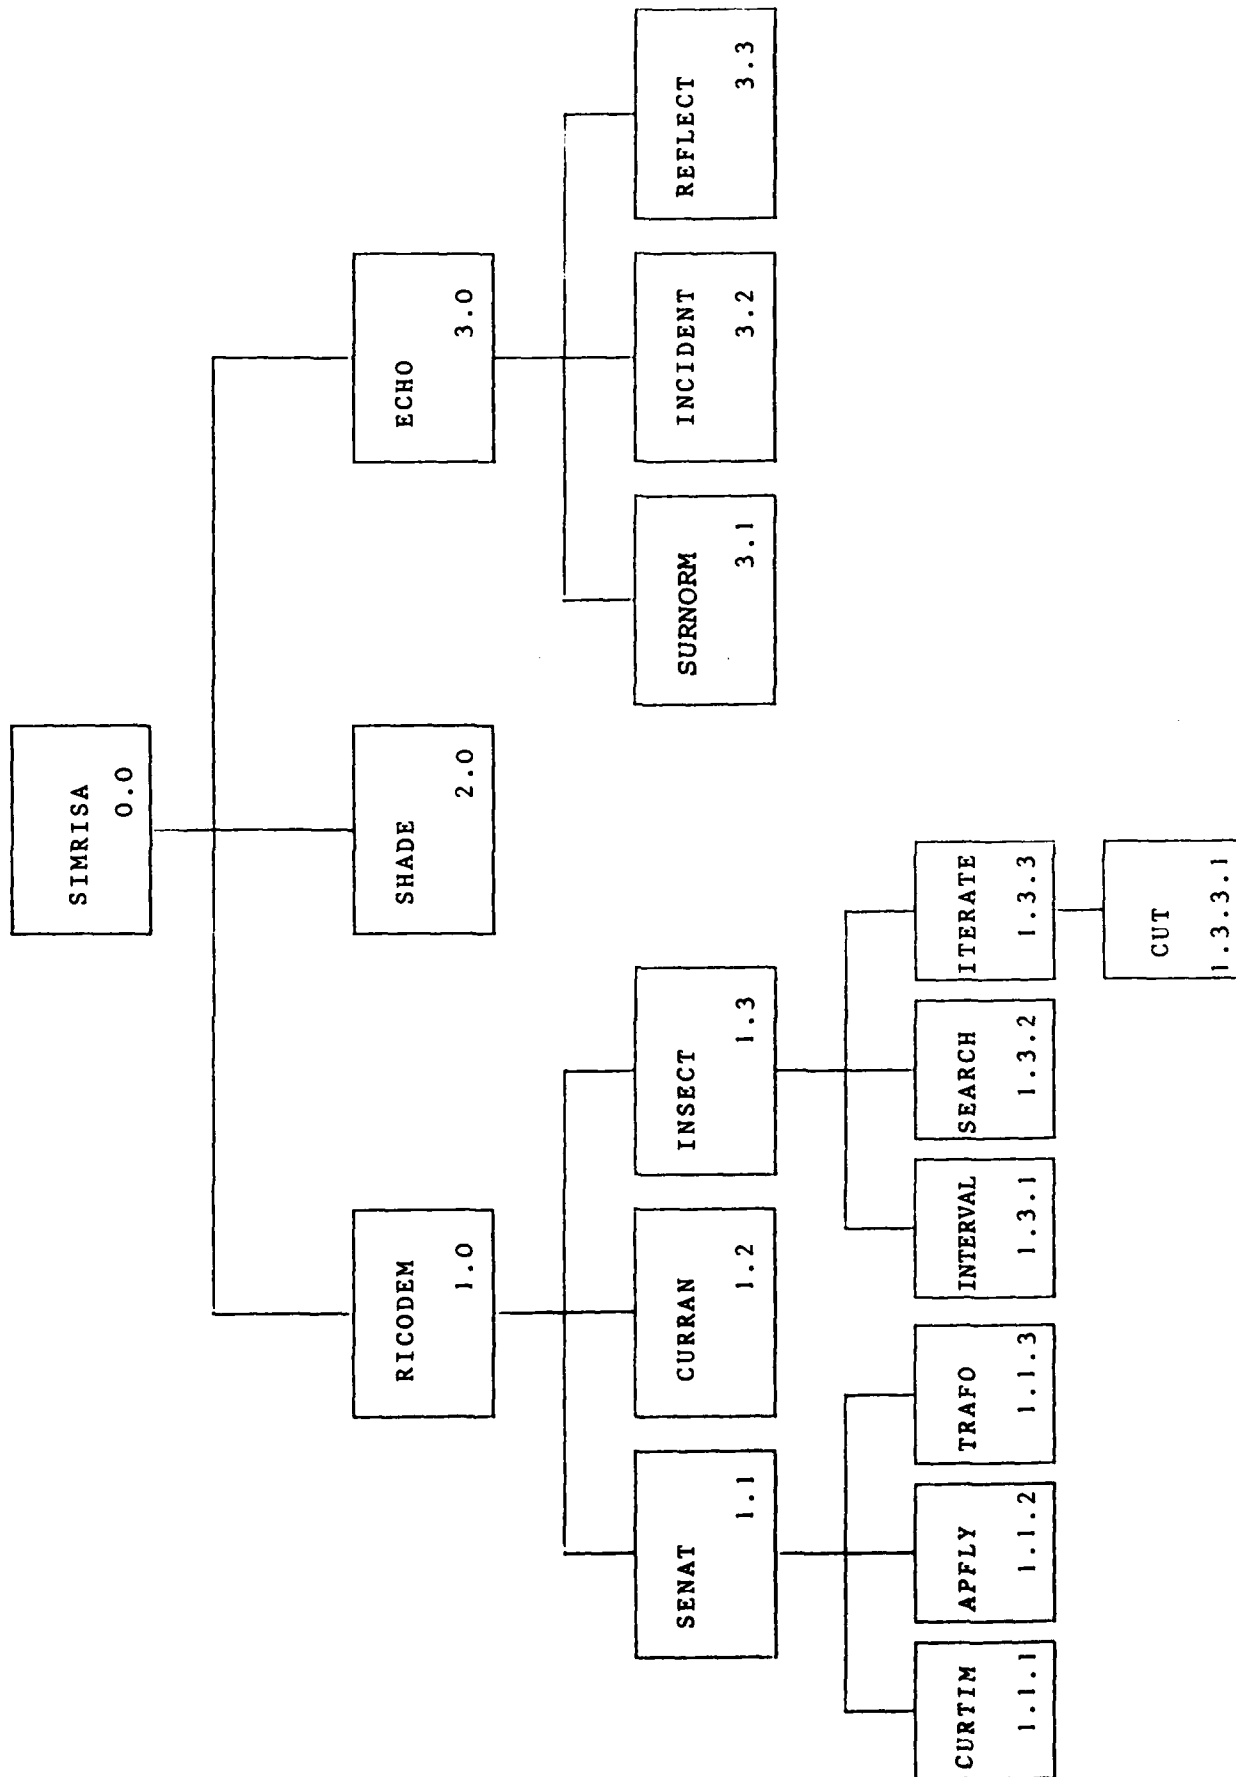 SIMRISA
0.0
RICODEM
1.0
SHADE
2.0
ECHO
3.0
SENAT
1.1
CURRAN
1.2
INSECT
1.3
SURNORM
3.1
INCIDENT
3.2
REFLECT
3.3
CURTIM
1.1.1
APFLY
1.1.2
TRAFO
1.1.3
INTERVAL
1.3.1
SEARCH
1.3.2
ITERATE
1.3.3
CUT
1.3.3.1